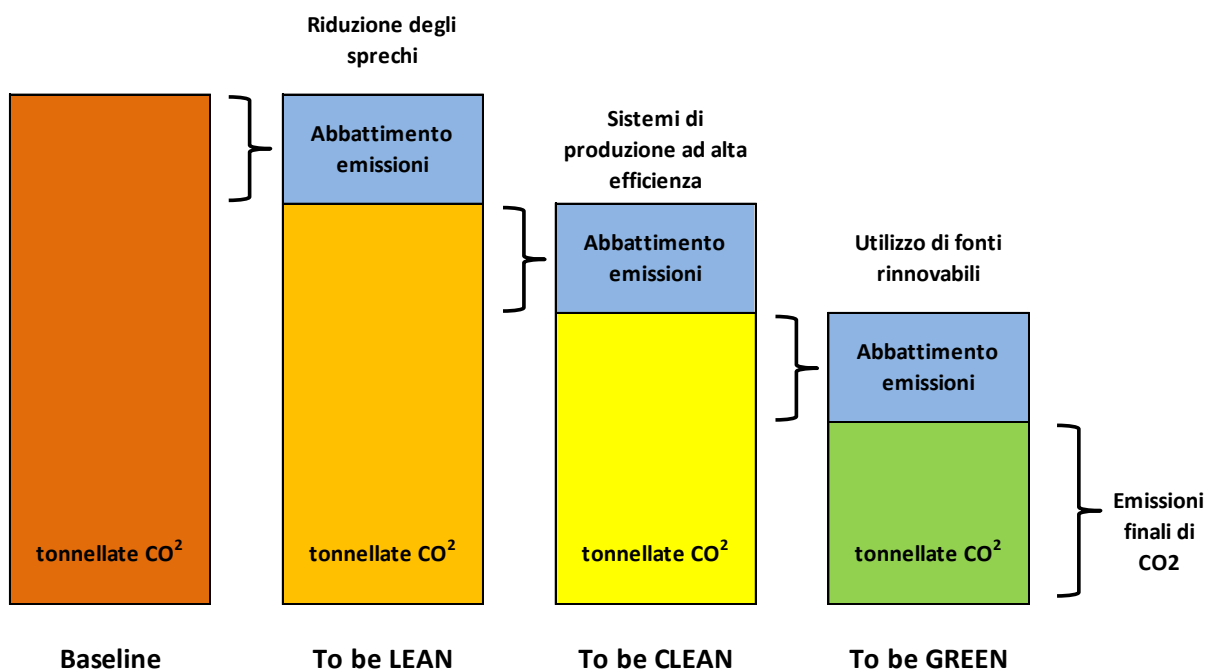 Riduzione degli
sprechi
Abbattimento
emissioni
Sistemi di
produzione ad alta
efficienza
Abbattimento
emissioni
Utilizzo di fonti
rinnovabili
Abbattimento
emissioni
tonnellate CO²
tonnellate CO²
tonnellate CO²
tonnellate CO²
Emissioni
finali di
CO2
Baseline
To be LEAN
To be CLEAN
To be GREEN